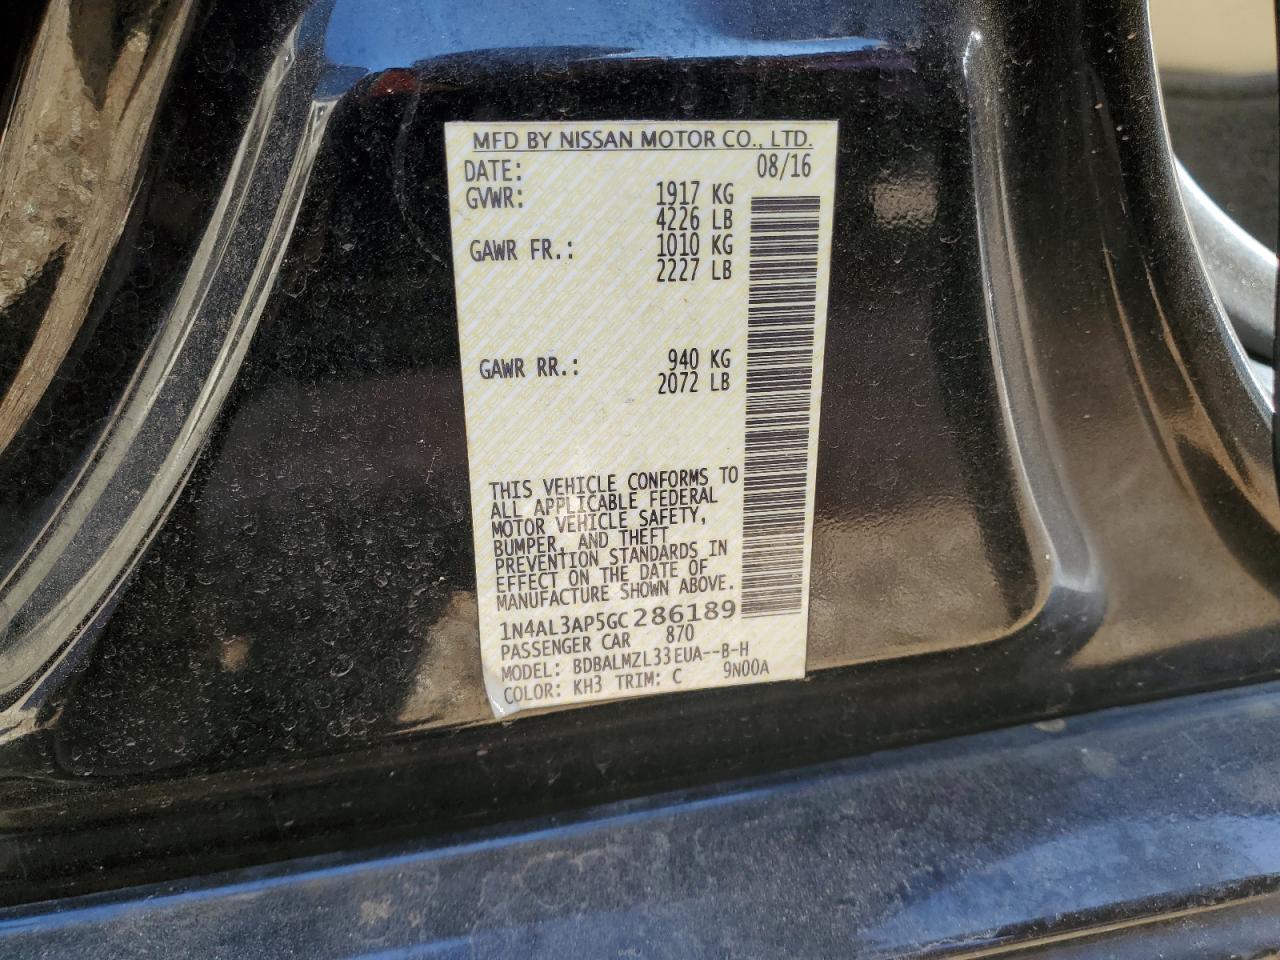 MFD BY NISSAN MOTOR CO., LTD.
DATE: 08/16
GVWR: 1917 KG
4226 LB
GAWR FR.: 1010 KG
2227 LB
GAWR RR.: 940 KG
2072 LB
THIS VEHICLE CONFORMS TO
ALL APPLICABLE FEDERAL
MOTOR VEHICLE SAFETY,
BUMPER, AND THEFT
PREVENTION STANDARDS IN
EFFECT ON THE DATE OF
MANUFACTURE SHOWN ABOVE.
1N4AL3AP5GC286189
PASSENGER CAR 870
MODEL: BDBALMZL33EUA--B-H
COLOR: KH3 TRIM: C 9N00A